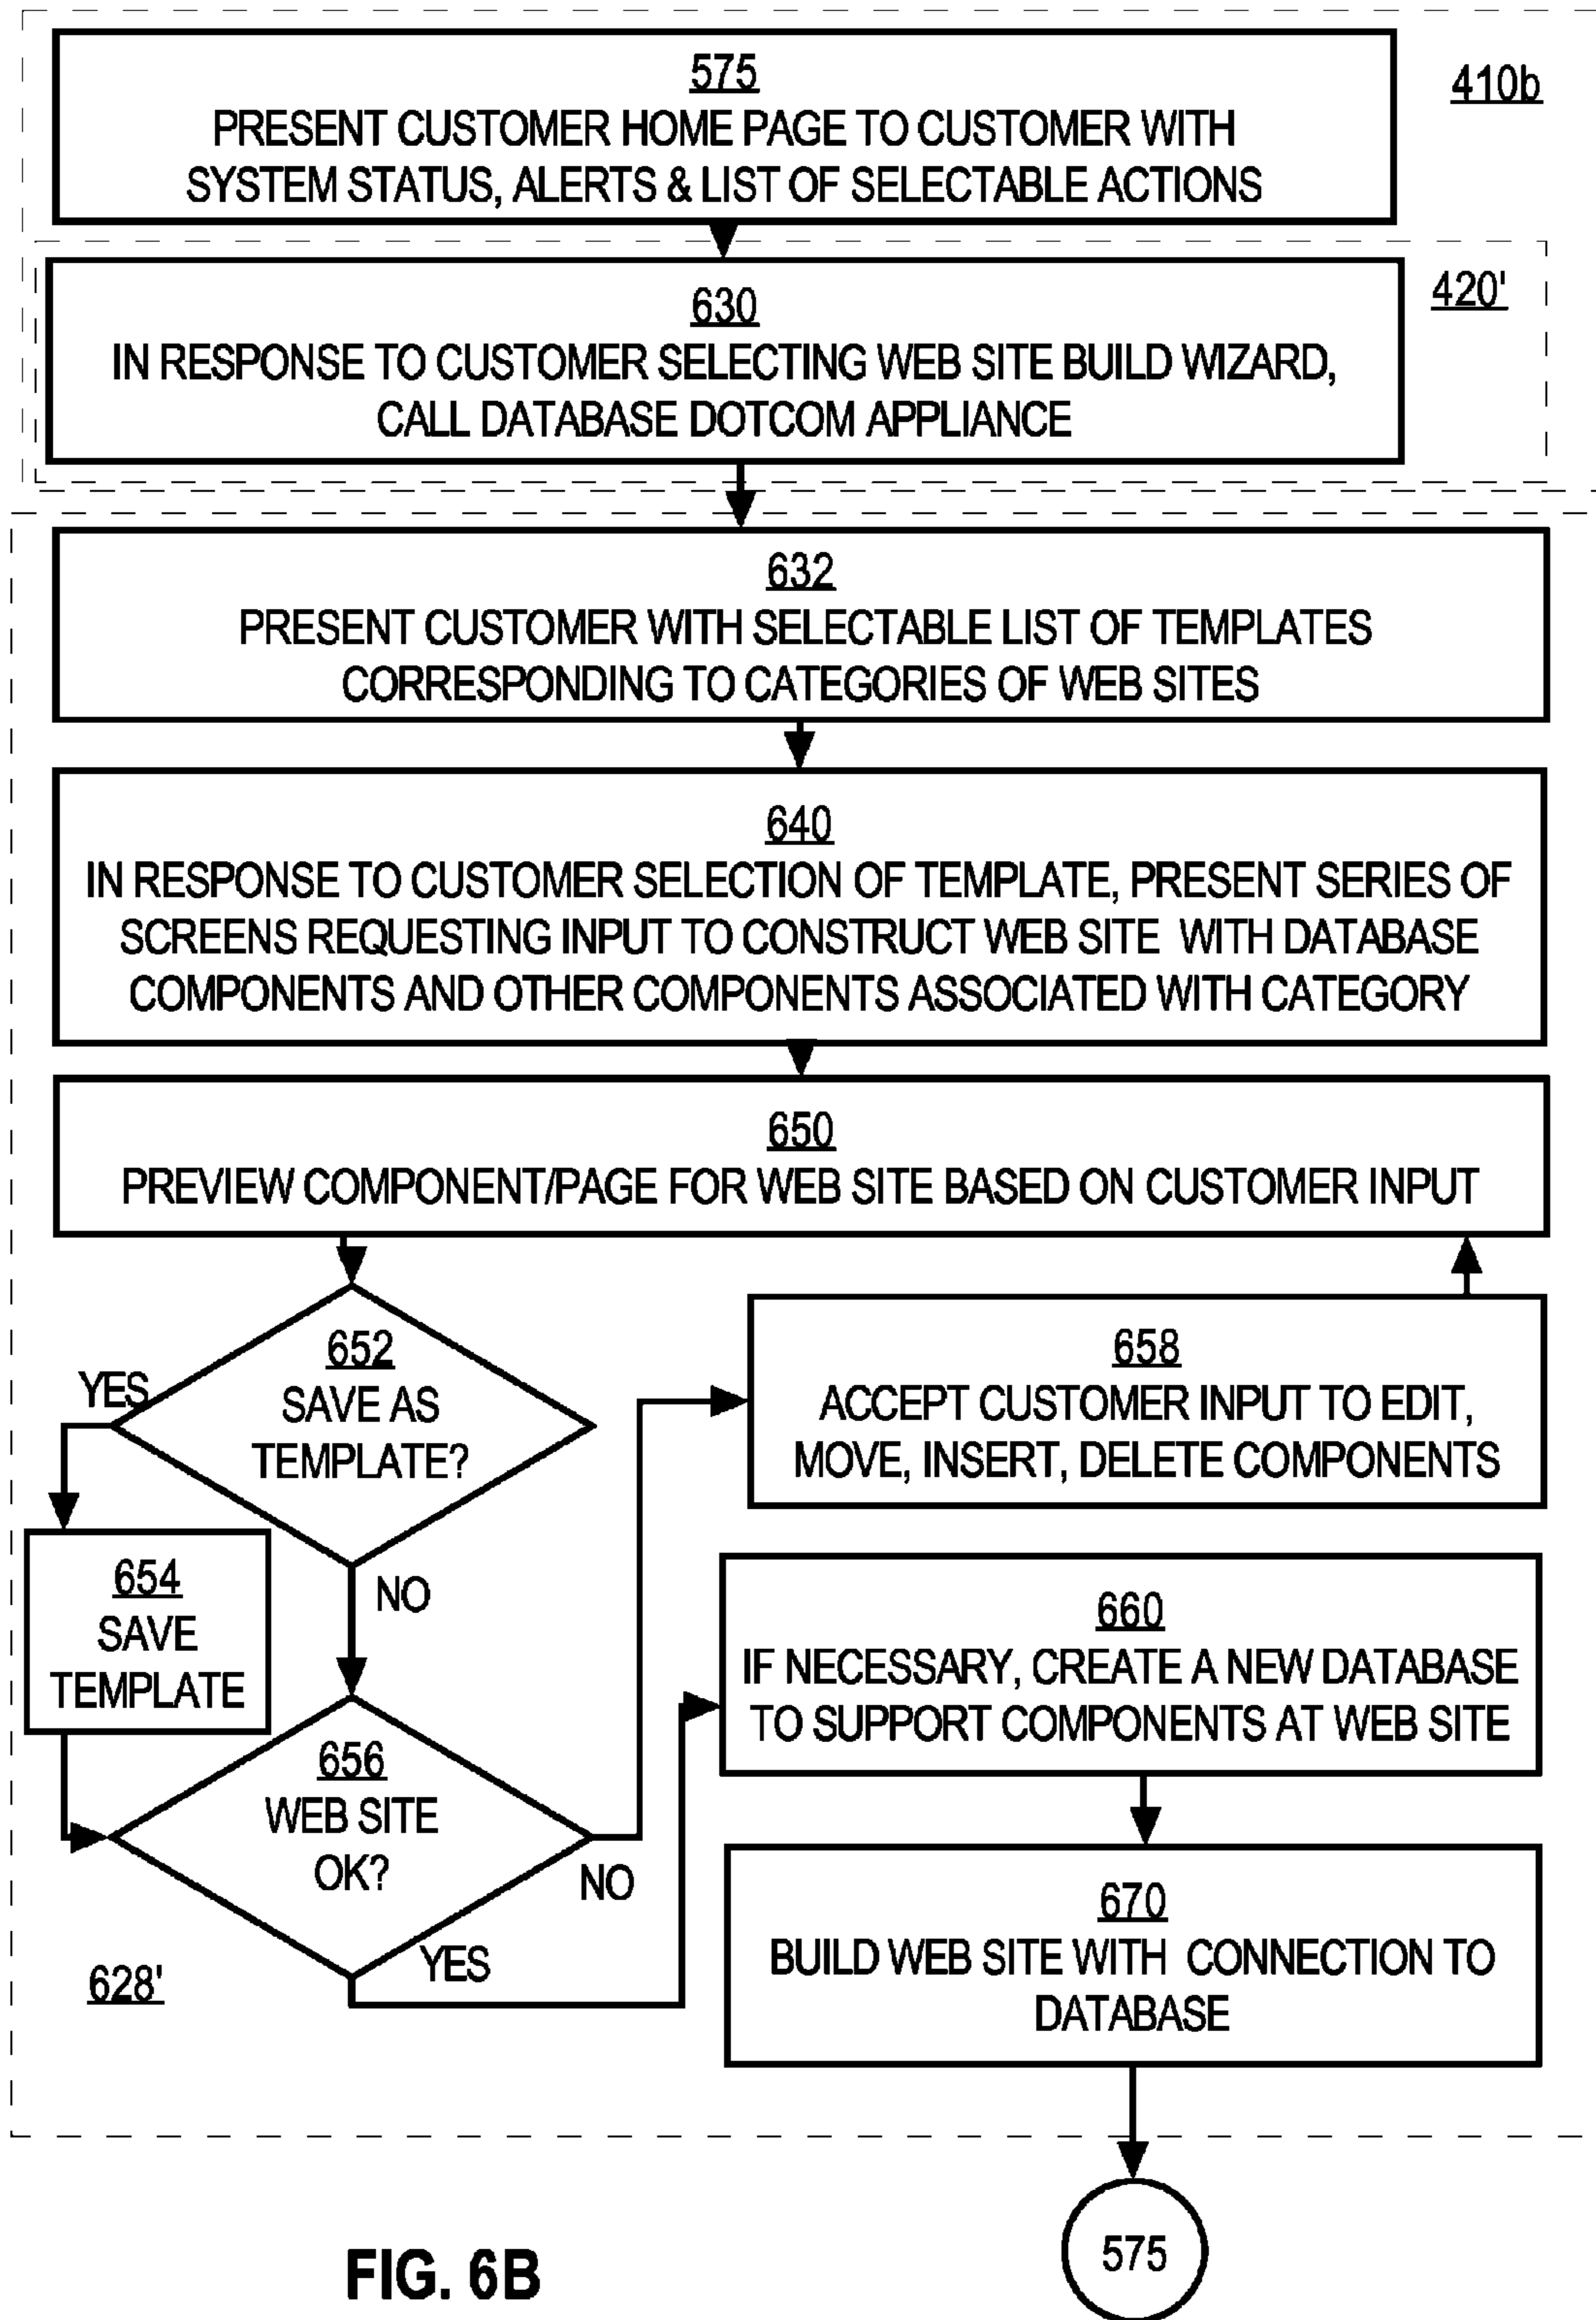 575
410b
PRESENT CUSTOMER HOME PAGE TO CUSTOMER WITH
SYSTEM STATUS, ALERTS & LIST OF SELECTABLE ACTIONS
630
420'
IN RESPONSE TO CUSTOMER SELECTING WEB SITE BUILD WIZARD,
CALL DATABASE DOTCOM APPLIANCE
632
PRESENT CUSTOMER WITH SELECTABLE LIST OF TEMPLATES
CORRESPONDING TO CATEGORIES OF WEB SITES
640
IN RESPONSE TO CUSTOMER SELECTION OF TEMPLATE, PRESENT SERIES OF
SCREENS REQUESTING INPUT TO CONSTRUCT WEB SITE WITH DATABASE
COMPONENTS AND OTHER COMPONENTS ASSOCIATED WITH CATEGORY
650
PREVIEW COMPONENT/PAGE FOR WEB SITE BASED ON CUSTOMER INPUT
652
SAVE AS
TEMPLATE?
YES
NO
654
SAVE
TEMPLATE
656
WEB SITE
OK?
NO
YES
628'
658
ACCEPT CUSTOMER INPUT TO EDIT,
MOVE, INSERT, DELETE COMPONENTS
660
IF NECESSARY, CREATE A NEW DATABASE
TO SUPPORT COMPONENTS AT WEB SITE
670
BUILD WEB SITE WITH CONNECTION TO
DATABASE
575
FIG. 6B